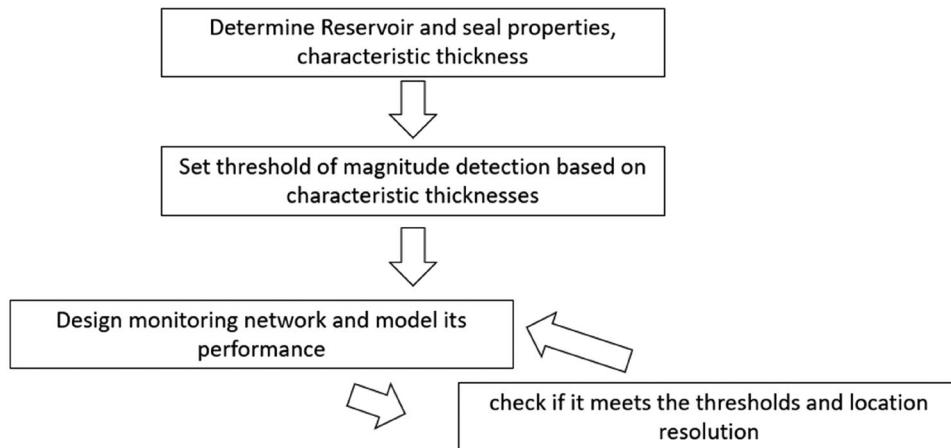 Determine Reservoir and seal properties,
characteristic thickness
Set threshold of magnitude detection based on
characteristic thicknesses
Design monitoring network and model its
performance
check if it meets the thresholds and location
resolution